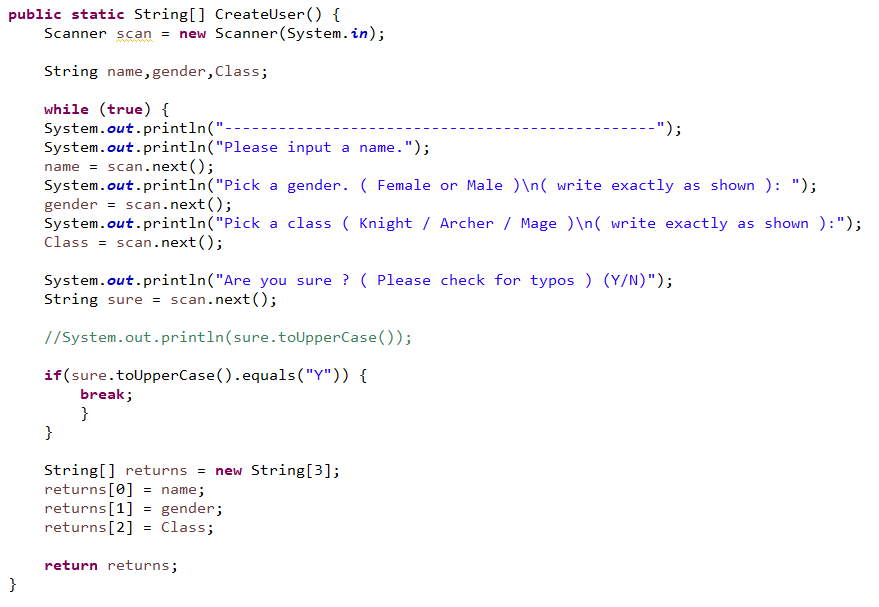 public static String[] CreateUser() {
    Scanner scan = new Scanner(System.in);

    String name,gender,Class;

    while (true) {
    System.out.println("------------------------------------------------");
    System.out.println("Please input a name.");
    name = scan.next();
    System.out.println("Pick a gender. ( Female or Male )\n( write exactly as shown ): ");
    gender = scan.next();
    System.out.println("Pick a class ( Knight / Archer / Mage )\n( write exactly as shown ):");
    Class = scan.next();

    System.out.println("Are you sure ? ( Please check for typos ) (Y/N)");
    String sure = scan.next();

    //System.out.println(sure.toUpperCase());

    if(sure.toUpperCase().equals("Y")) {
        break;
        }
    }

    String[] returns = new String[3];
    returns[0] = name;
    returns[1] = gender;
    returns[2] = Class;

    return returns;
}